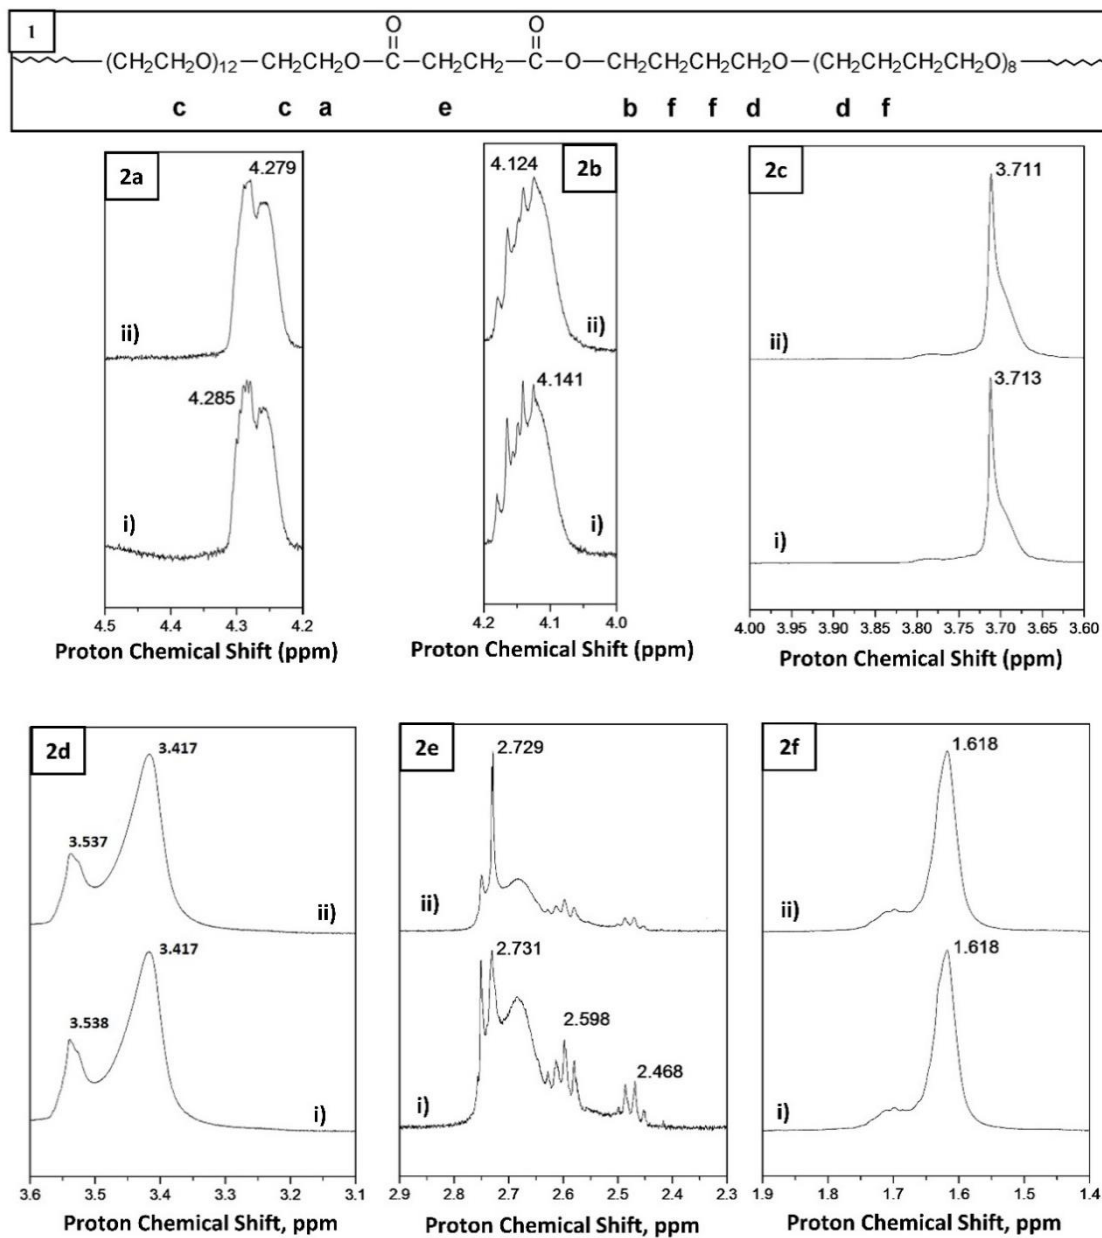 1
O O
(CH2CH2O)12 CH2CH2O C CH2CH2 C O CH2CH2CH2CH2O (CH2CH2CH2CH2O)8
c c a e b f f d d f
2a
4.279
ii)
4.285
i)
4.5 4.4 4.3 4.2
Proton Chemical Shift (ppm)
2b
4.124
ii)
4.141
i)
4.2 4.1 4.0
Proton Chemical Shift (ppm)
2c
3.711
ii)
3.713
i)
4.00 3.95 3.90 3.85 3.80 3.75 3.70 3.65 3.60
Proton Chemical Shift (ppm)
2d
3.417
3.537
ii)
3.417
3.538
i)
3.6 3.5 3.4 3.3 3.2 3.1
Proton Chemical Shift, ppm
2e
2.729
ii)
2.731
2.598
2.468
i)
2.9 2.8 2.7 2.6 2.5 2.4 2.3
Proton Chemical Shift, ppm
2f
1.618
ii)
1.618
i)
1.9 1.8 1.7 1.6 1.5 1.4
Proton Chemical Shift, ppm